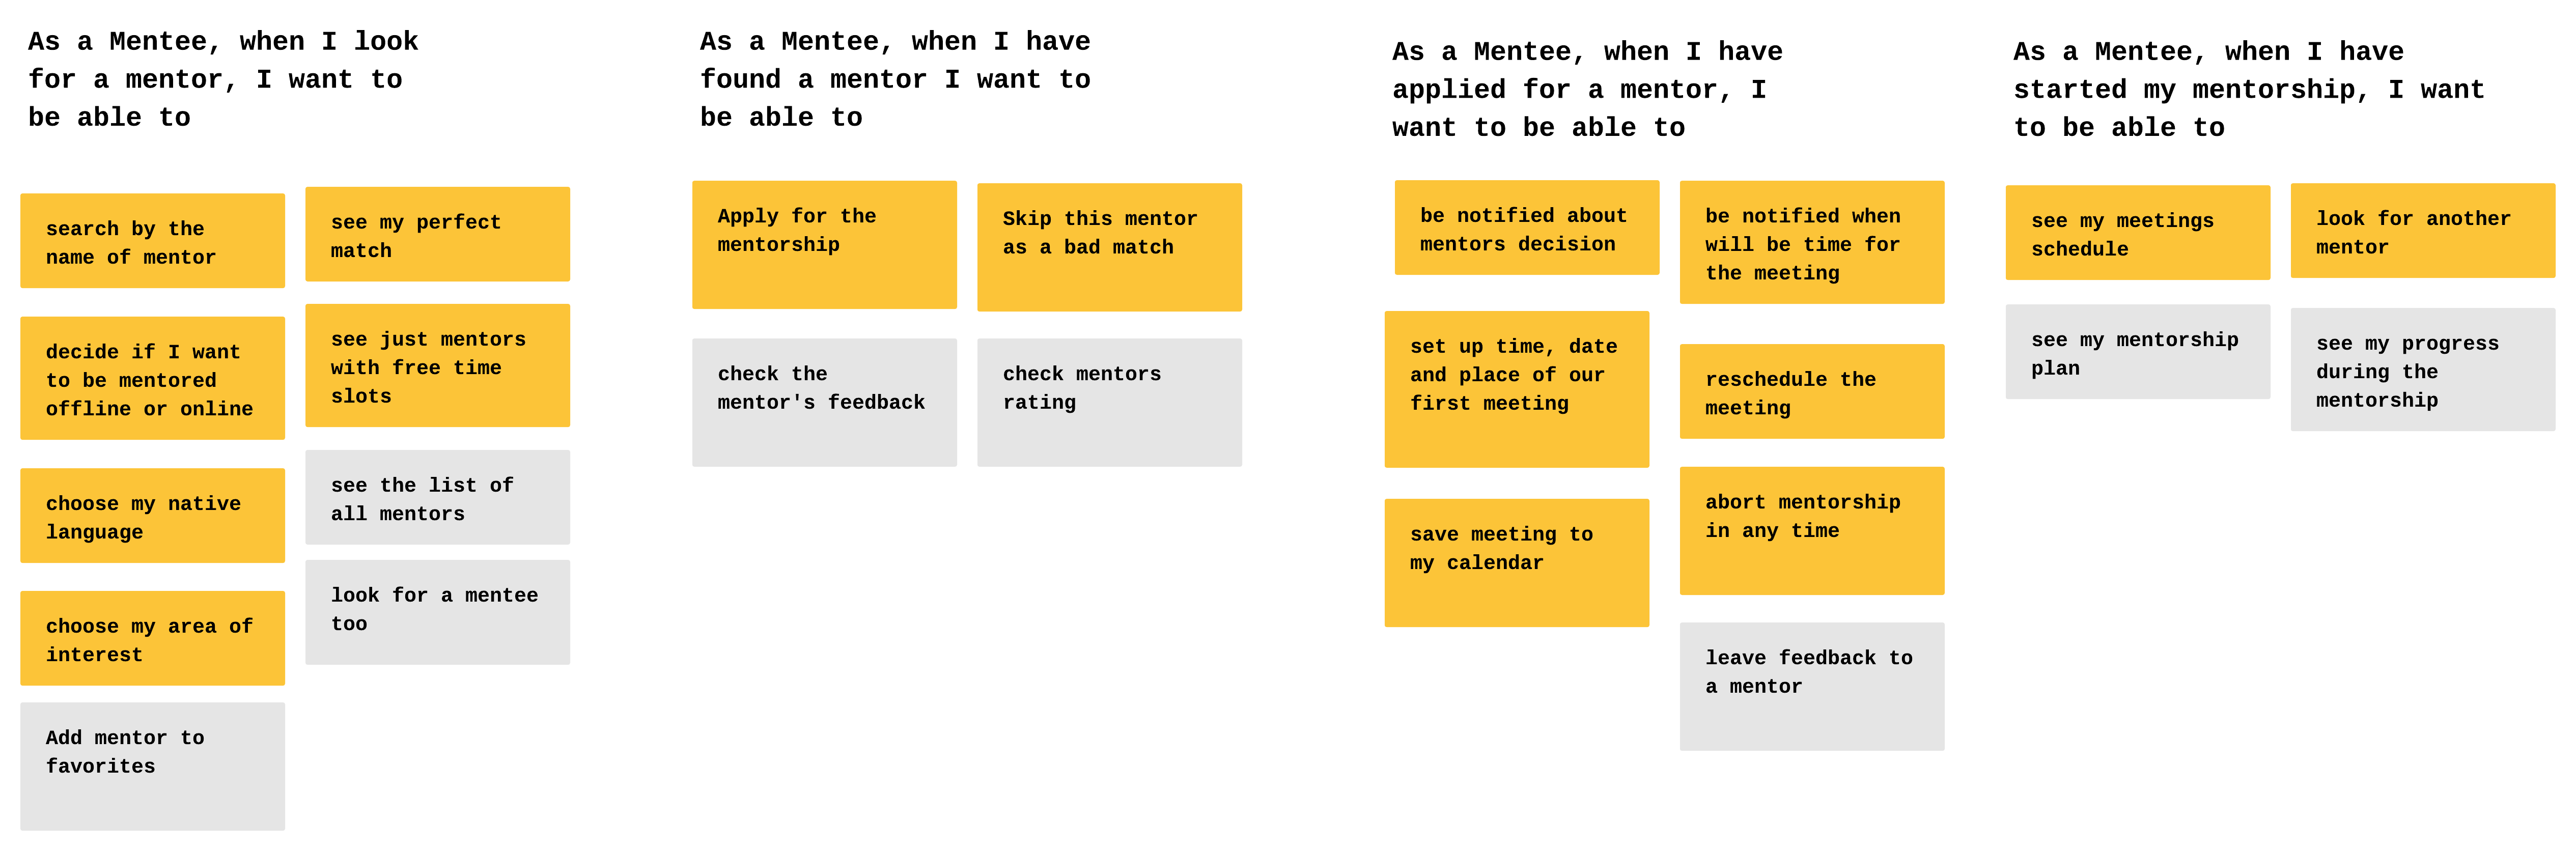 As a Mentee, when I look
for a mentor, I want to
be able to
search by the
name of mentor
see my perfect
match
decide if I want
to be mentored
offline or online
see just mentors
with free time
slots
choose my native
language
see the list of
all mentors
choose my area of
interest
look for a mentee
too
Add mentor to
favorites
As a Mentee, when I have
found a mentor I want to
be able to
Apply for the
mentorship
Skip this mentor
as a bad match
check the
mentor's feedback
check mentors
rating
As a Mentee, when I have
applied for a mentor, I
want to be able to
be notified about
mentors decision
be notified when
will be time for
the meeting
set up time, date
and place of our
first meeting
reschedule the
meeting
save meeting to
my calendar
abort mentorship
in any time
leave feedback to
a mentor
As a Mentee, when I have
started my mentorship, I want
to be able to
see my meetings
schedule
look for another
mentor
see my mentorship
plan
see my progress
during the
mentorship